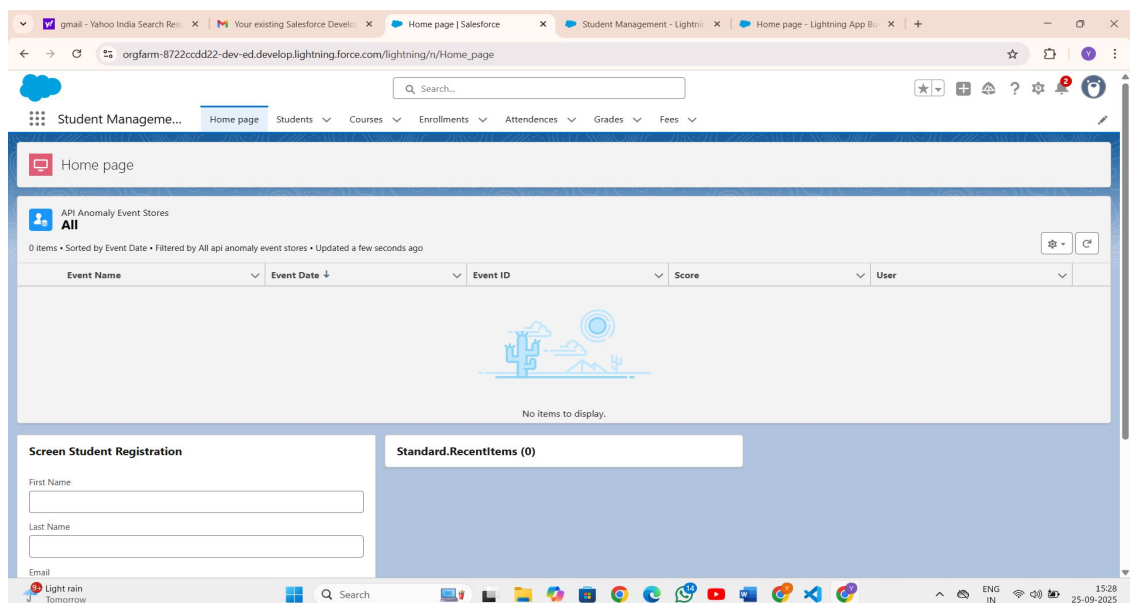 gmail - Yahoo India Search Res
Your existing Salesforce Develo
Home page | Salesforce
Student Management - Lightnin
Home page - Lightning App Bu
orgfarm-8722ccdd22-dev-ed.develop.lightning.force.com/lightning/n/Home_page
Y
Search...
2
Student Manageme...
Home page
Students
Courses
Enrollments
Attendences
Grades
Fees
Home page
API Anomaly Event Stores
All
0 items • Sorted by Event Date • Filtered by All api anomaly event stores • Updated a few seconds ago
Event Name
Event Date
Event ID
Score
User
No items to display.
Screen Student Registration
Standard.RecentItems (0)
First Name
Last Name
Email
9+
Light rain
Tomorrow
Search
14
ENG
IN
15:28
25-09-2025